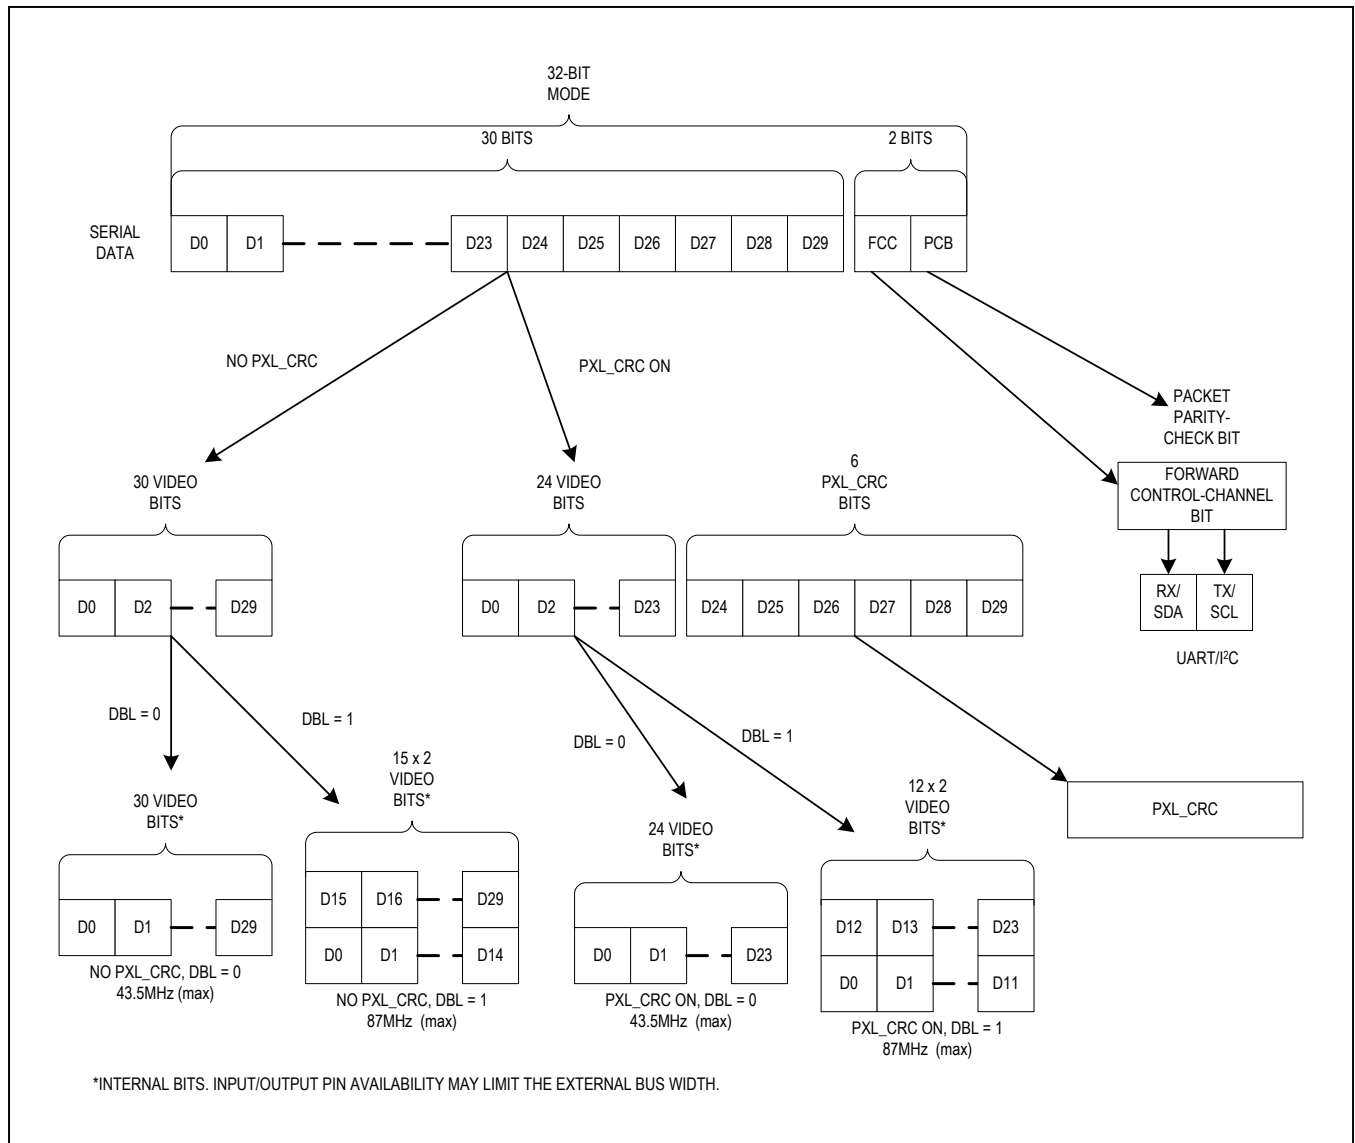 32-BIT
MODE
30 BITS
2 BITS
SERIAL
DATA
D0 D1 D23 D24 D25 D26 D27 D28 D29 FCC PCB
NO PXL_CRC
PXL_CRC ON
PACKET
PARITY-
CHECK BIT
30 VIDEO
BITS
24 VIDEO
BITS
6
PXL_CRC
BITS
FORWARD
CONTROL-CHANNEL
BIT
D0 D2 D29
D0 D2 D23
D24 D25 D26 D27 D28 D29
RX/
SDA
TX/
SCL
UART/I²C
DBL = 0
DBL = 1
DBL = 0
DBL = 1
30 VIDEO
BITS*
15 x 2
VIDEO
BITS*
24 VIDEO
BITS*
12 x 2
VIDEO
BITS*
PXL_CRC
D0 D1 D29
NO PXL_CRC, DBL = 0
43.5MHz (max)
D15 D16 D29
D0 D1 D14
NO PXL_CRC, DBL = 1
87MHz (max)
D0 D1 D23
PXL_CRC ON, DBL = 0
43.5MHz (max)
D12 D13 D23
D0 D1 D11
PXL_CRC ON, DBL = 1
87MHz (max)
*INTERNAL BITS. INPUT/OUTPUT PIN AVAILABILITY MAY LIMIT THE EXTERNAL BUS WIDTH.